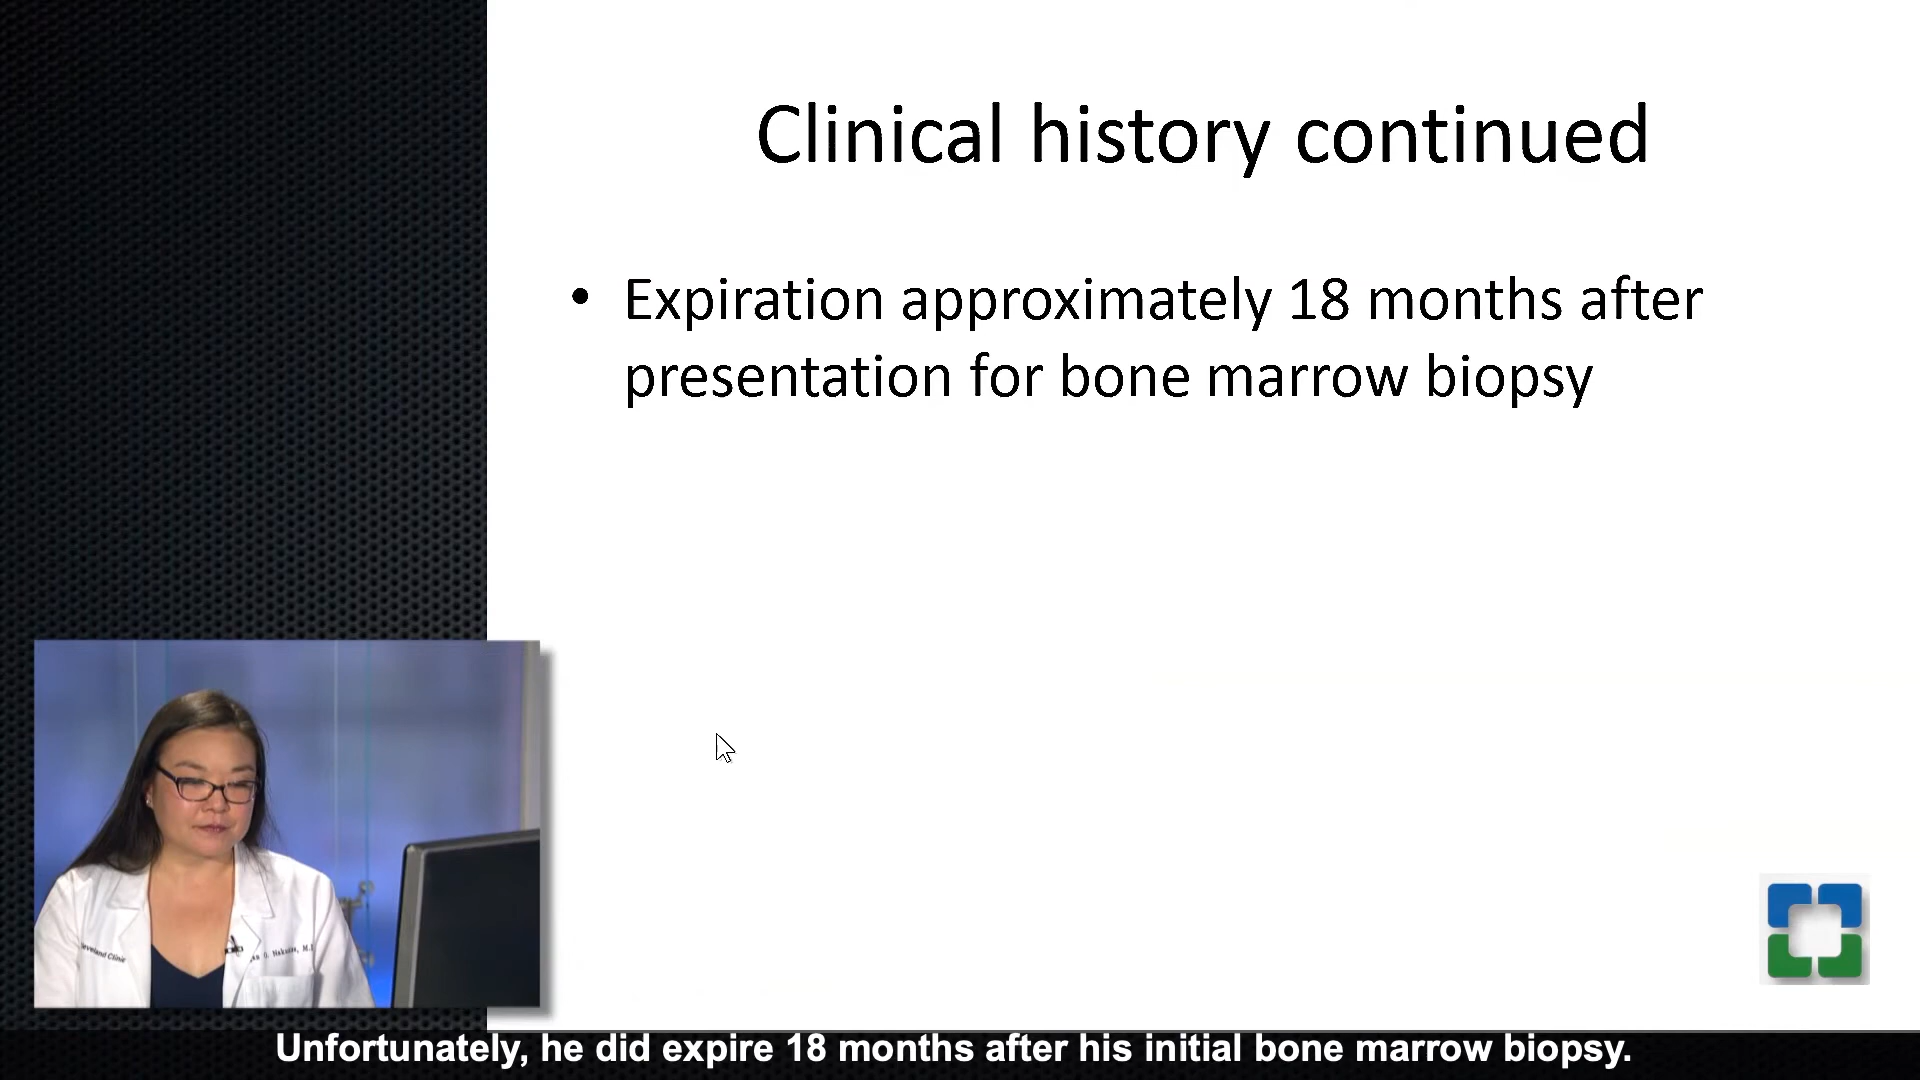 Clinical history continued
• Expiration approximately 18 months after
presentation for bone marrow biopsy
Clinic
M.
Unfortunately, he did expire 18 months after his initial bone marrow biopsy.